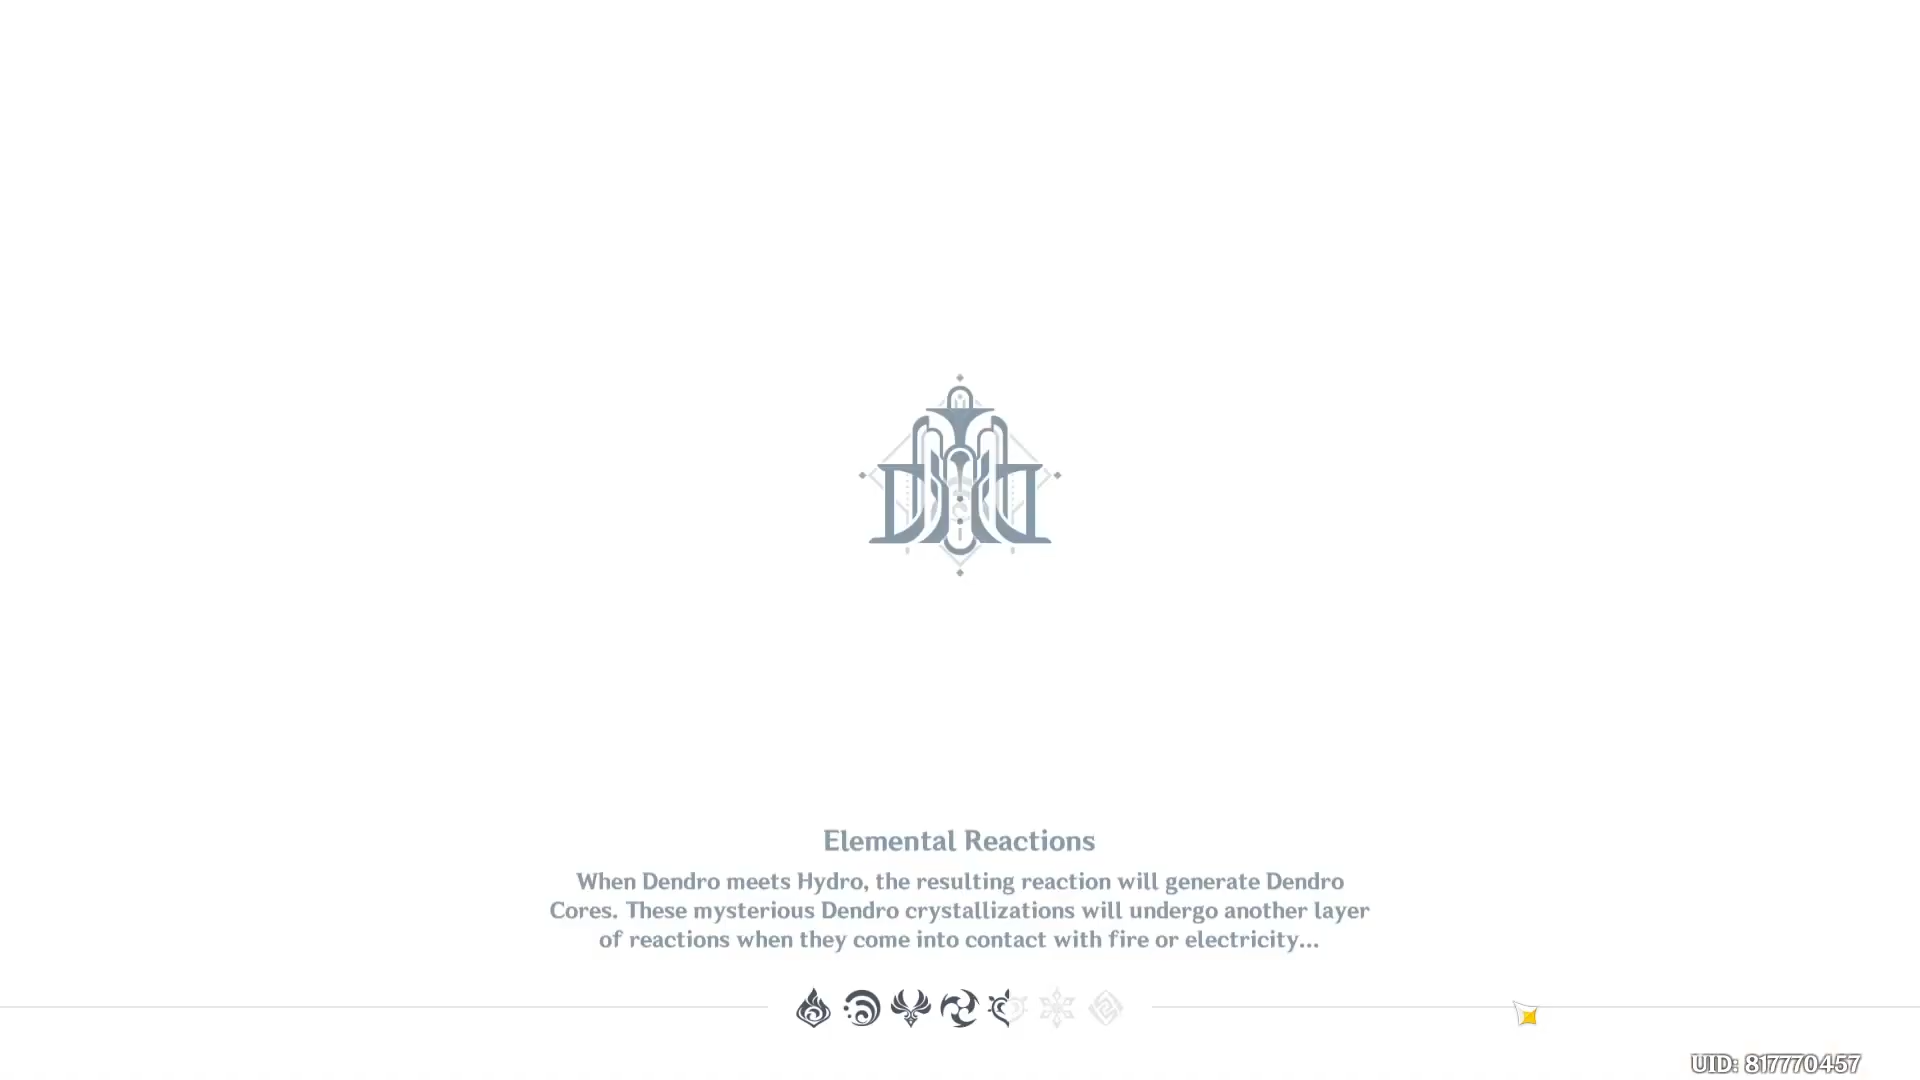 Elemental Reactions
When Dendro meets Hydro, the resulting reaction will generate Dendro
Cores. These mysterious Dendro crystallizations will undergo another layer
of reactions when they come into contact with fire or electricity...
UID: 817770457